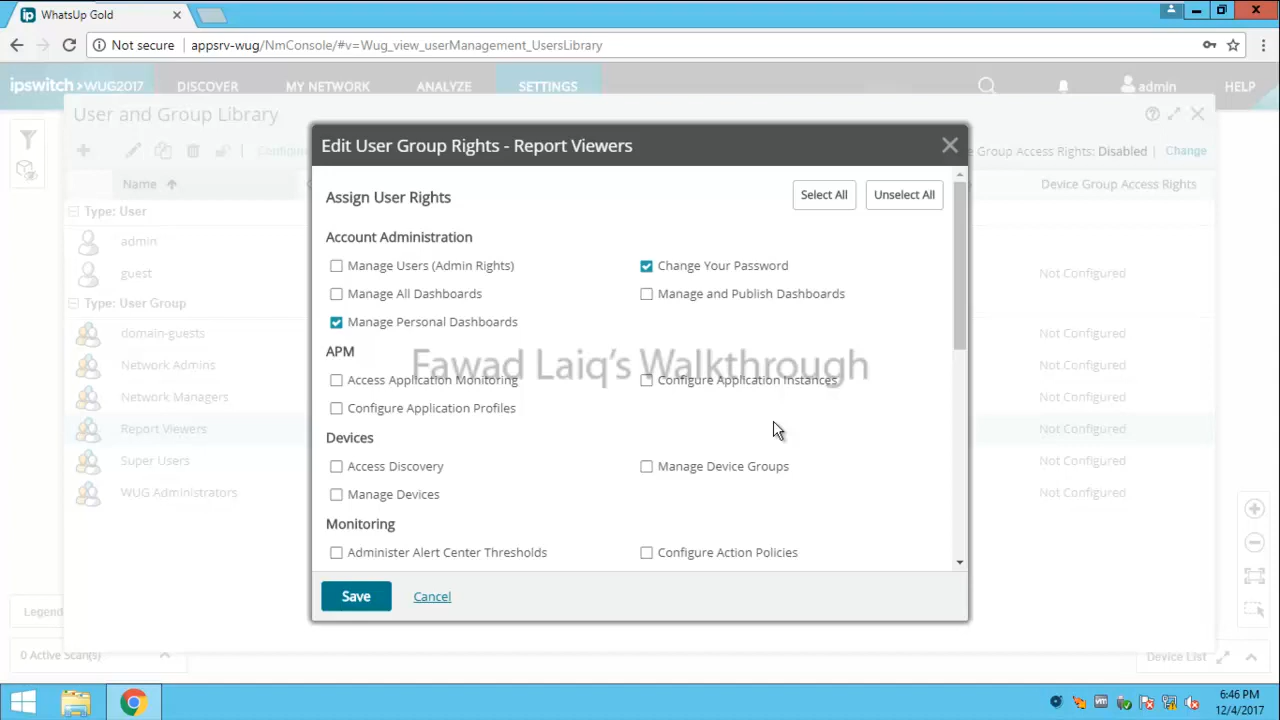 WhatsUp Gold
Not secure | appsrv-wug/NmConsole/#v=Wug_view_userManagement_UsersLibrary
ipswitch >WUG2017 DISCOVER MY NETWORK ANALYZE SETTINGS admin HELP
User and Group Library
Edit User Group Rights - Report Viewers
Configure
Group Access Rights: Disabled | Change
Name
Device Group Access Rights
Type: User
admin
guest Not Configured
Type: User Group
domain-guests Not Configured
Network Admins Not Configured
Network Managers Not Configured
Report Viewers Not Configured
Super Users Not Configured
WUG Administrators Not Configured
Assign User Rights Select All Unselect All
Account Administration
Manage Users (Admin Rights) Change Your Password
Manage All Dashboards Manage and Publish Dashboards
Manage Personal Dashboards
APM
Fawad Laiq's Walkthrough
Access Application Monitoring Configure Application Instances
Configure Application Profiles
Devices
Access Discovery Manage Device Groups
Manage Devices
Monitoring
Administer Alert Center Thresholds Configure Action Policies
Save Cancel
Legend
0 Active Scan(s)
Device List
6:46 PM
12/4/2017